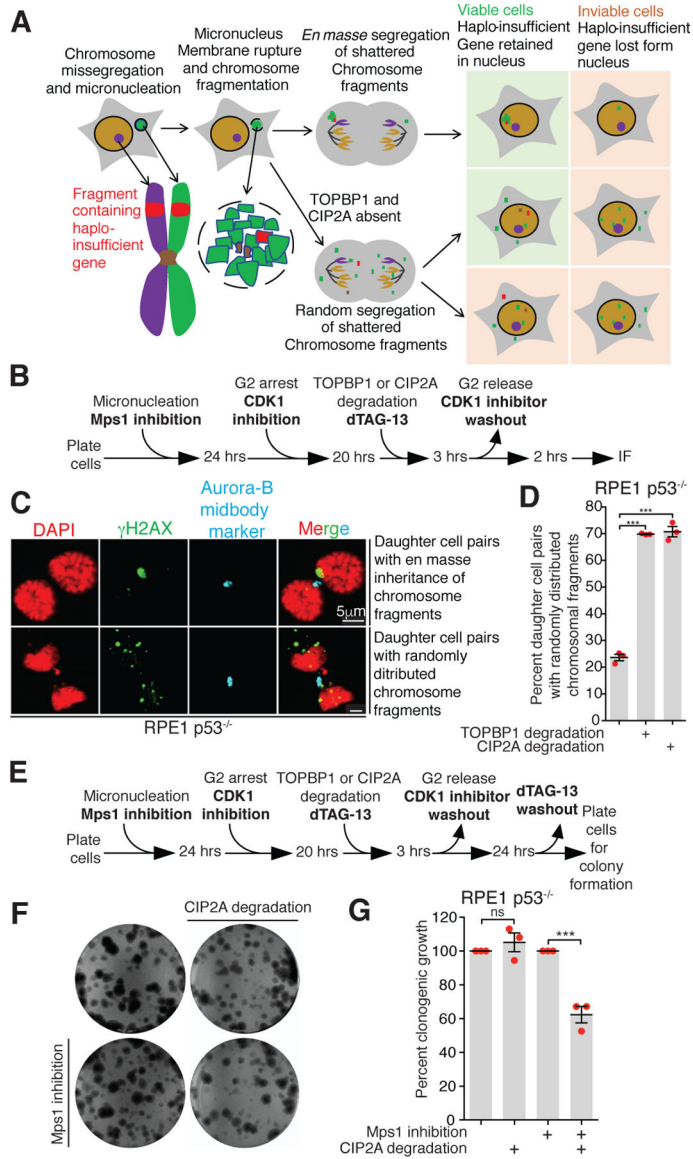 A
Chromosome
missegregation
and micronucleation
Micronucleus
Membrane rupture
and chromosome
fragmentation
En masse segregation
of shattered
Chromosome
fragments
Viable cells
Haplo-insufficient
Gene retained
in nucleus
Inviable cells
Haplo-insufficient
gene lost form
nucleus
Fragment
containing
haplo-
insufficient
gene
TOPBP1 and
CIP2A absent
Random segregation
of shattered
Chromosome fragments
B
Micronucleation
Mps1 inhibition
G2 arrest
CDK1
inhibition
TOPBP1 or CIP2A
degradation
dTAG-13
G2 release
CDK1 inhibitor
washout
Plate
cells
24 hrs
20 hrs
3 hrs
2 hrs
IF
C
DAPI
γH2AX
Aurora-B
midbody
marker
Merge
5μm
Daughter cell pairs
with en masse
inheritance of
chromosome
fragments
Daughter cell pairs
with randomly
ditributed
chromosome
fragments
RPE1 p53-/-
D
RPE1 p53-/-
Percent daughter cell pairs
with randomly distributed
chromosomal fragments
80
70
60
50
40
30
20
10
0
***
***
TOPBP1 degradation +
CIP2A degradation +
E
Micronucleation
Mps1 inhibition
G2 arrest
CDK1
inhibition
TOPBP1 or CIP2A
degradation
dTAG-13
G2 release
CDK1 inhibitor
washout
dTAG-13
washout
Plate
cells
24 hrs
20 hrs
3 hrs
24 hrs
Plate
cells
for
colony
formation
F
CIP2A degradation
Mps1 inhibition
G
RPE1 p53-/-
Percent clonogenic growth
120
100
80
60
40
20
0
ns
***
Mps1 inhibition + +
CIP2A degradation + +